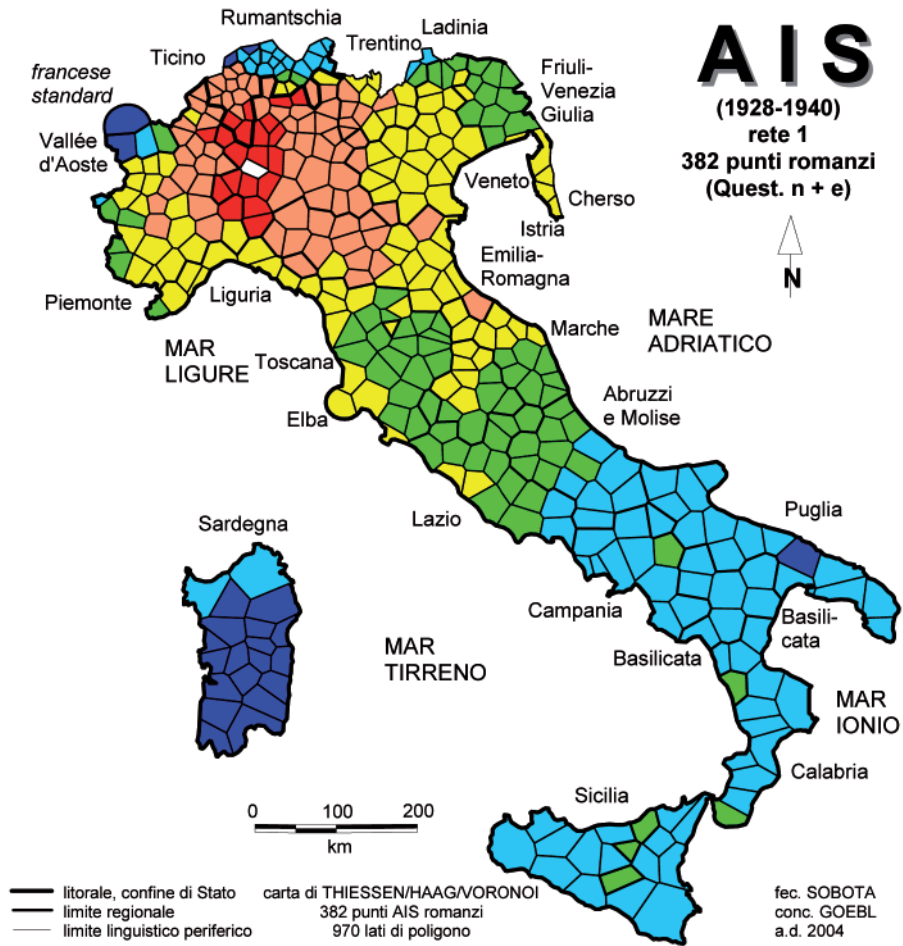 Rumantschia
Ladinia
Ticino
Trentino
francese
standard
Friuli-
Venezia
Giulia
Vallée
d'Aoste
Veneto
Cherso
Istria
Emilia-
Romagna
Piemonte
Liguria
Marche
MAR
LIGURE
Toscana
MARE
ADRIATICO
Elba
Abruzzi
e Molise
Lazio
Puglia
Sardegna
Campania
Basili-
cata
Basilicata
MAR
TIRRENO
MAR
IONIO
Calabria
Sicilia
AIS
(1928-1940)
rete 1
382 punti romanzi
(Quest. n + e)
N
0 100 200
km
litorale, confine di Stato
limite regionale
limite linguistico periferico
carta di THIESSEN/HAAG/VORONOI
382 punti AIS romanzi
970 lati di poligono
fec. SOBOTA
conc. GOEBL
a.d. 2004